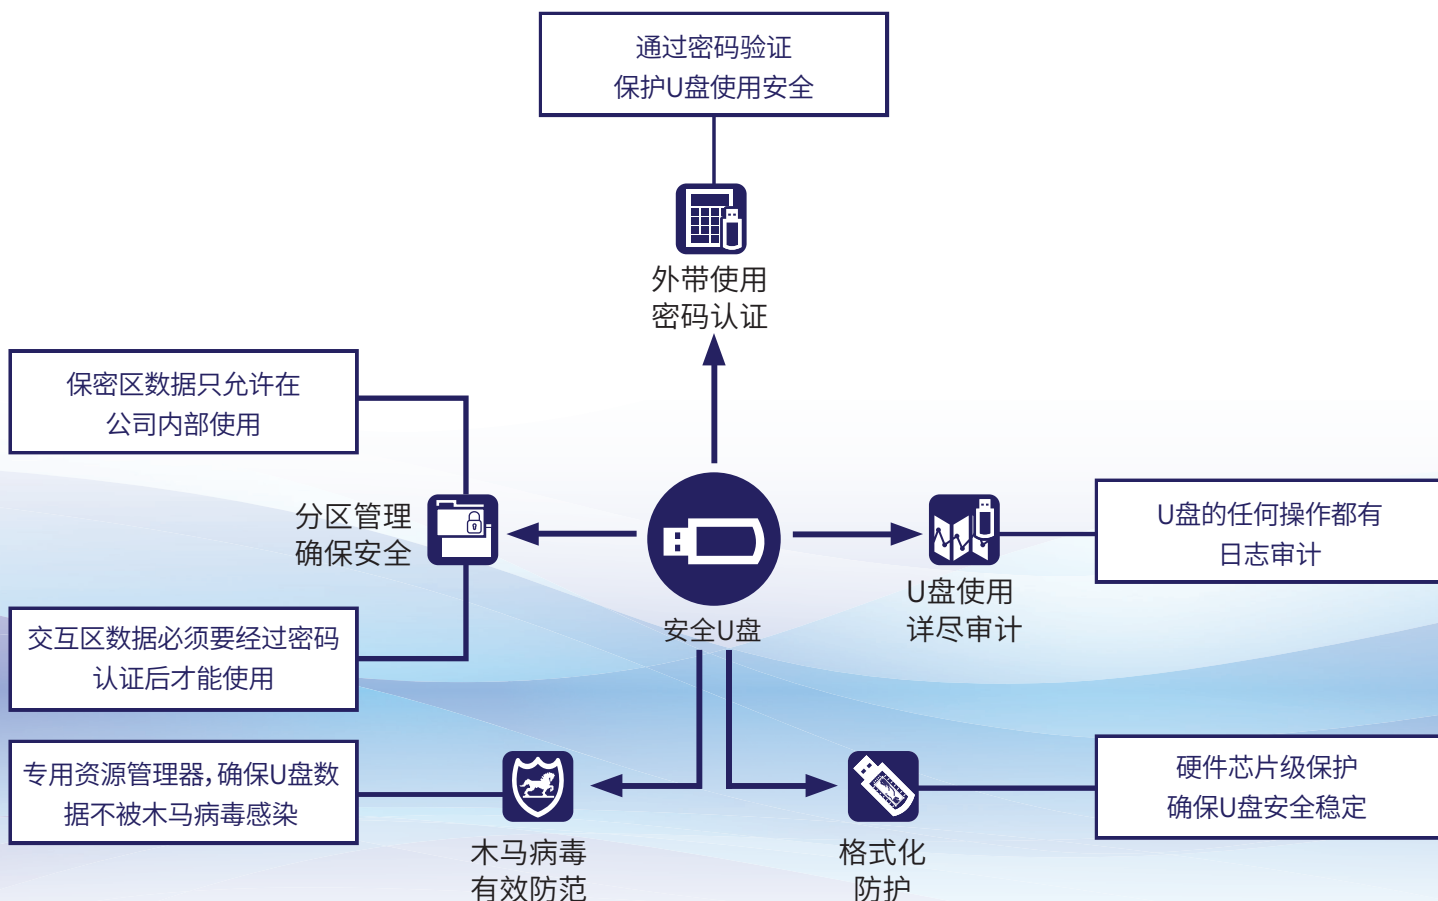 通过密码验证
保护U盘使用安全
外带使用
密码认证
保密区数据只允许在
公司内部使用
分区管理
确保安全
交互区数据必须要经过密码
认证后才能使用
安全U盘
U盘使用
详尽审计
U盘的任何操作都有
日志审计
专用资源管理器,确保U盘数
据不被木马病毒感染
木马病毒
有效防范
格式化
防护
硬件芯片级保护
确保U盘安全稳定